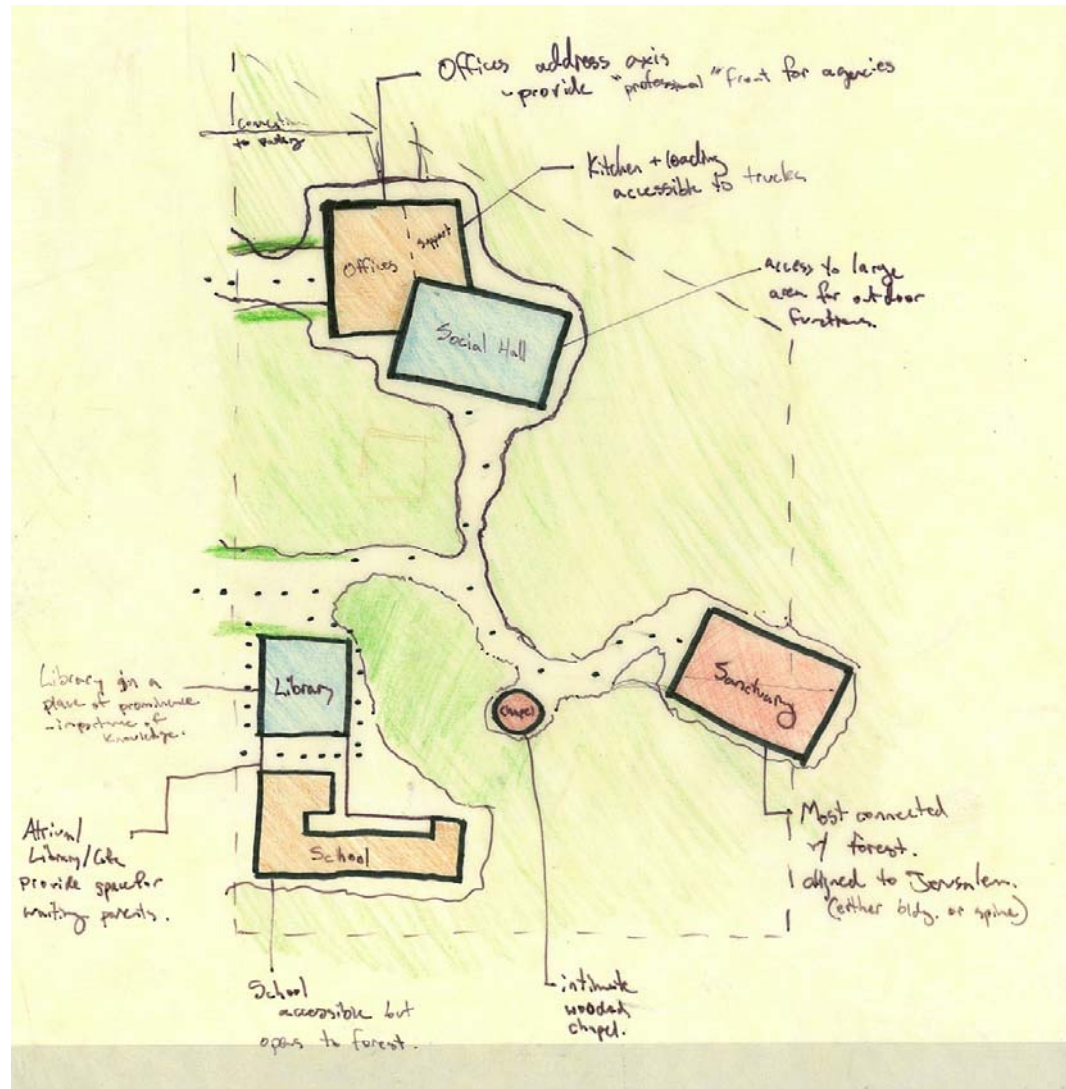 Offices address axis
- provide "professional" front for agencies
connection
to
Kitchen + loading
accessible to trucks
support
Offices
access to large
area for outdoor
functions.
Social Hall
Library in a
place of prominence
- importance of
knowledge.
Library
Chapel
Sanctuary
Atrium/
Library/Cafe
provide space for
waiting parents.
School
Most connected
w/ forest.
aligned to Jerusalem.
(either bldg. or spine)
School
accessible but
opens to forest.
intimate
wooded
chapel.